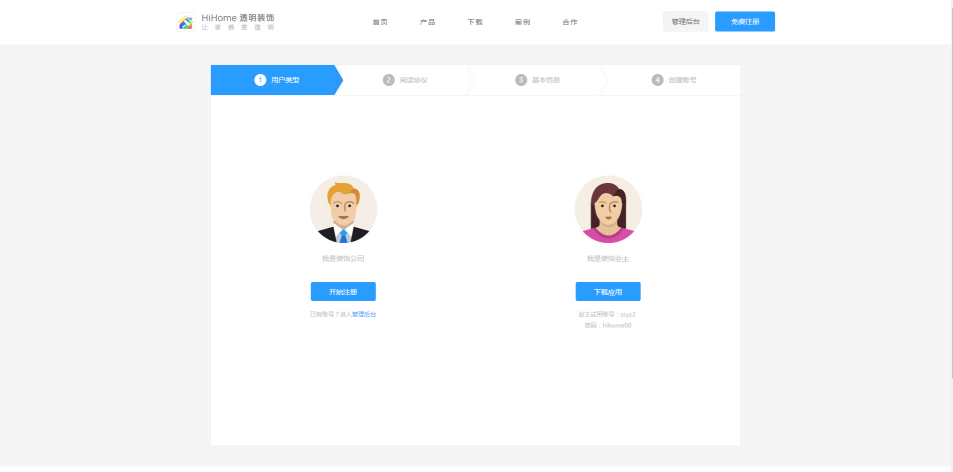 HiHome 透明装饰
让家装更透明
首页 产品 下载 案例 合作
管理后台 免费注册
1 用户类型 2 阅读协议 3 基本信息 4 创建账号
我是装饰公司 我是装饰业主
开始注册 下载应用
已有账号？进入管理后台 业主试用账号：scyz2
密码：hihome00